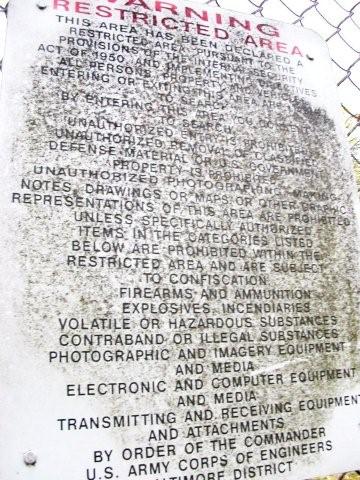 WARNING
RESTRICTED AREA
THIS AREA HAS BEEN DECLARED A
RESTRICTED AREA PURSUANT TO THE
PROVISIONS OF THE INTERNAL SECURITY
ACT OF 1950, AND IMPLEMENTING DIRECTIVES
ALL PERSONS, PROPERTY AND VEHICLES
ENTERING OR EXITING THIS AREA ARE LIABLE
TO SEARCH
BY ENTERING THIS AREA YOU CONSENT
TO SEARCH.
UNAUTHORIZED ENTRY IS PROHIBITED
UNAUTHORIZED REMOVAL OF CLASSIFIED
DEFENSE MATERIAL OR U.S. GOVERNMENT
PROPERTY IS PROHIBITED
UNAUTHORIZED PHOTOGRAPHING, MAKING
NOTES, DRAWINGS OR MAPS OR OTHER GRAPHIC
REPRESENTATIONS OF THIS AREA ARE PROHIBITED
UNLESS SPECIFICALLY AUTHORIZED
ITEMS IN THE CATEGORIES LISTED
BELOW ARE PROHIBITED WITHIN THE
RESTRICTED AREA AND ARE SUBJECT
TO CONFISCATION
FIREARMS AND AMMUNITION
EXPLOSIVES, INCENDIARIES
VOLATILE OR HAZARDOUS SUBSTANCES
CONTRABAND OR ILLEGAL SUBSTANCES
PHOTOGRAPHIC AND IMAGERY EQUIPMENT
AND MEDIA
ELECTRONIC AND COMPUTER EQUIPMENT
AND MEDIA
TRANSMITTING AND RECEIVING EQUIPMENT
AND ATTACHMENTS
BY ORDER OF THE COMMANDER
U.S. ARMY CORPS OF ENGINEERS
BALTIMORE DISTRICT